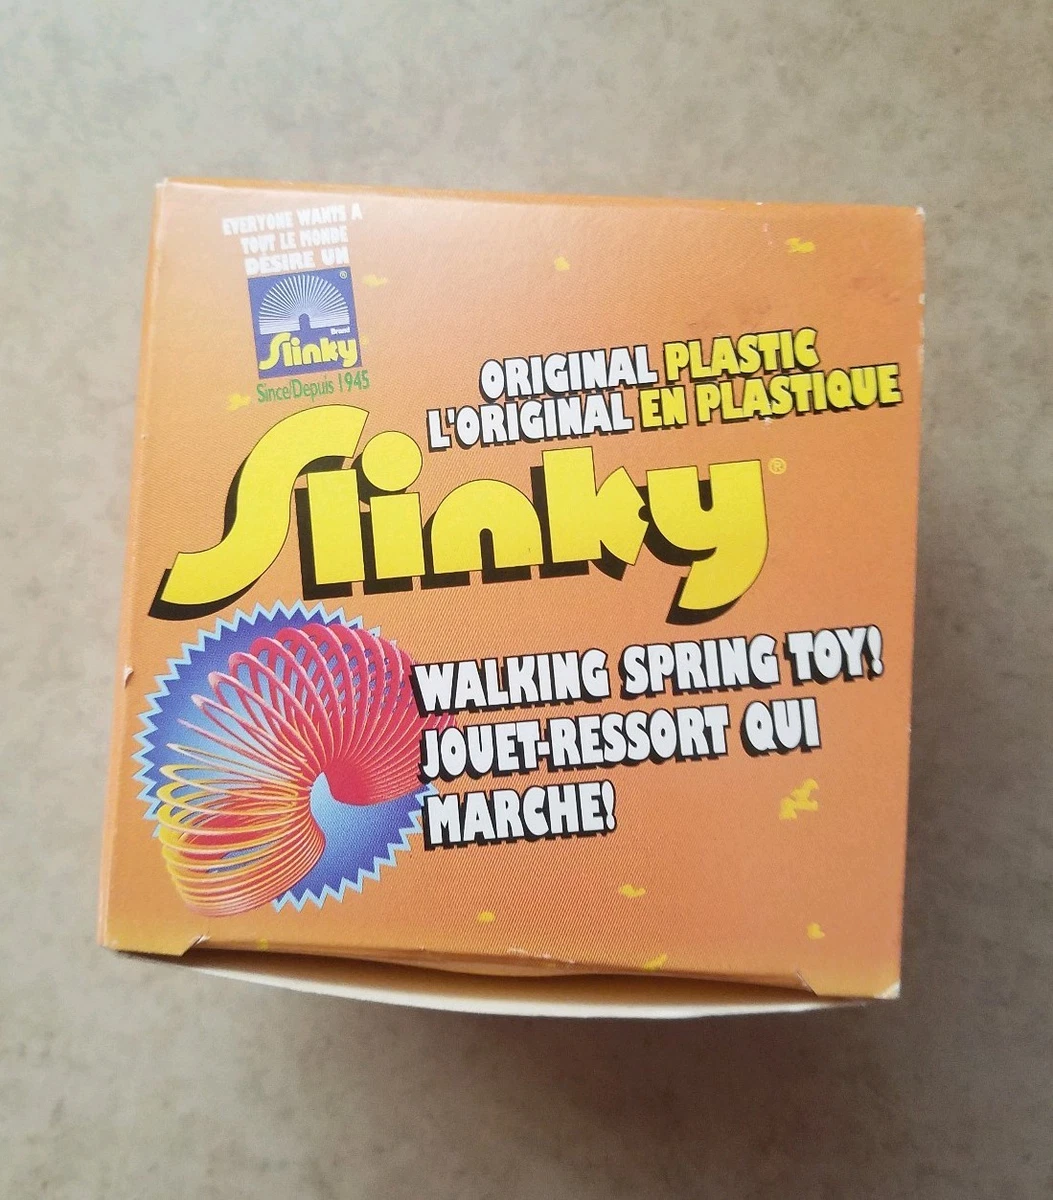 EVERYONE WANTS A
TOUT LE MONDE
DÉSIRE UN
®
Brand
Slinky®
Since/Depuis 1945
ORIGINAL PLASTIC
L'ORIGINAL EN PLASTIQUE
Slinky®
WALKING SPRING TOY!
JOUET-RESSORT QUI
MARCHE!